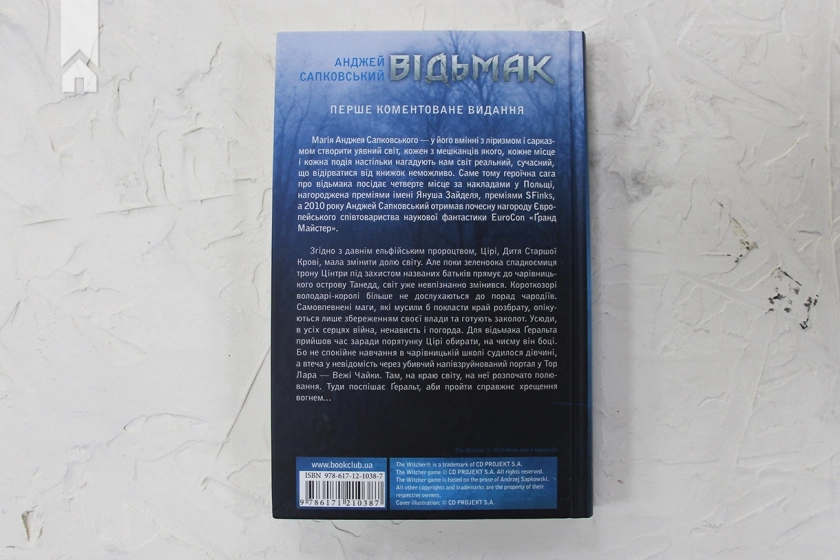 АНДЖЕЙ
САПКОВСЬКИЙ
ВІДЬМАК
ПЕРШЕ КОМЕНТОВАНЕ ВИДАННЯ
Магія Анджея Сапковського — у його вмінні з ліризмом і сарказ-
мом створити уявний світ, кожен з мешканців якого, кожне місце
і кожна подія настільки нагадують нам світ реальний, сучасний,
що відірватися від книжок неможливо. Саме тому героїчна сага
про відьмака посідає четверте місце за накладами у Польщі,
нагороджена преміями імені Януша Зайделя, преміями SFinks,
а 2010 року Анджей Сапковський отримав почесну нагороду Євро-
пейського співтовариства наукової фантастики EuroCon «Ґранд
Майстер».
Згідно з давнім ельфійським пророцтвом, Цірі, Дитя Старшої
Крові, мала змінити долю світу. Але поки зеленоока спадкоємиця
трону Цінтри під захистом названих батьків прямує до чарівниць-
кого острову Танедд, світ уже невпізнанно змінився. Короткозорі
володарі-королі більше не дослухаються до порад чародіїв.
Самовпевнені маги, які мусили б покласти край розбрату, опіку-
ються лише збереженням своєї влади та готують заколот. Усюди,
в усіх серцях війна, ненависть і погорда. Для відьмака Ґеральта
прийшов час заради порятунку Цірі обирати, на чиєму він боці.
Бо не спокійне навчання в чарівницькій школі судилося дівчині,
а втеча у невідомість через убивчий напівзруйнований портал у Тор
Лара — Вежі Чайки. Там, на краю світу, на неї розпочато полю-
вання. Туди поспішає Ґеральт, аби пройти справжнє хрещення
вогнем…
www.bookclub.ua
ISBN 978-617-12-1038-7
9 786171 210387
The Witcher® is a trademark of CD PROJEKT S.A.
The Witcher game © CD PROJEKT S.A. All rights reserved.
The Witcher game is based on the prose of Andrzej Sapkowski.
All other copyrights and trademarks are the property of their
respective owners.
Cover illustration: © CD PROJEKT S.A.